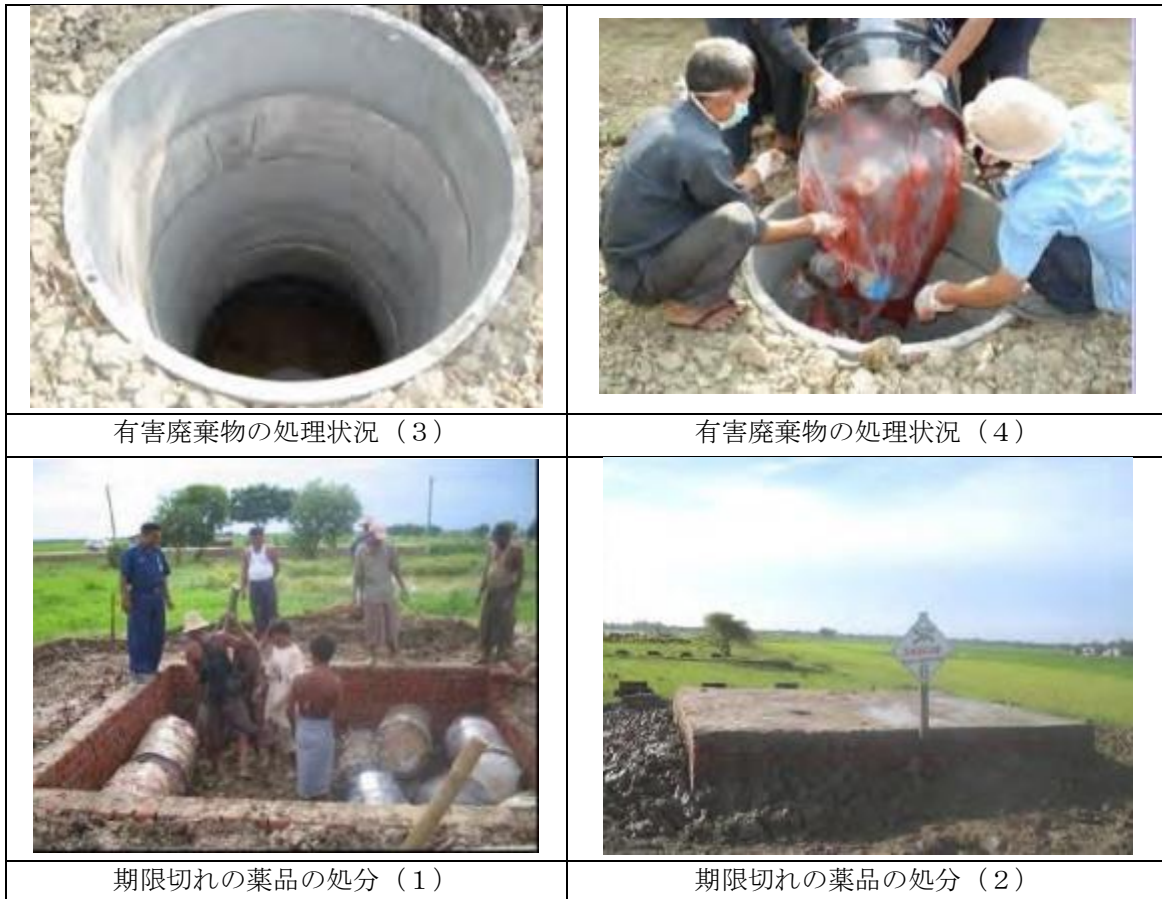 有害廃棄物の処理状況（３）
有害廃棄物の処理状況（４）
期限切れの薬品の処分（１）
期限切れの薬品の処分（２）